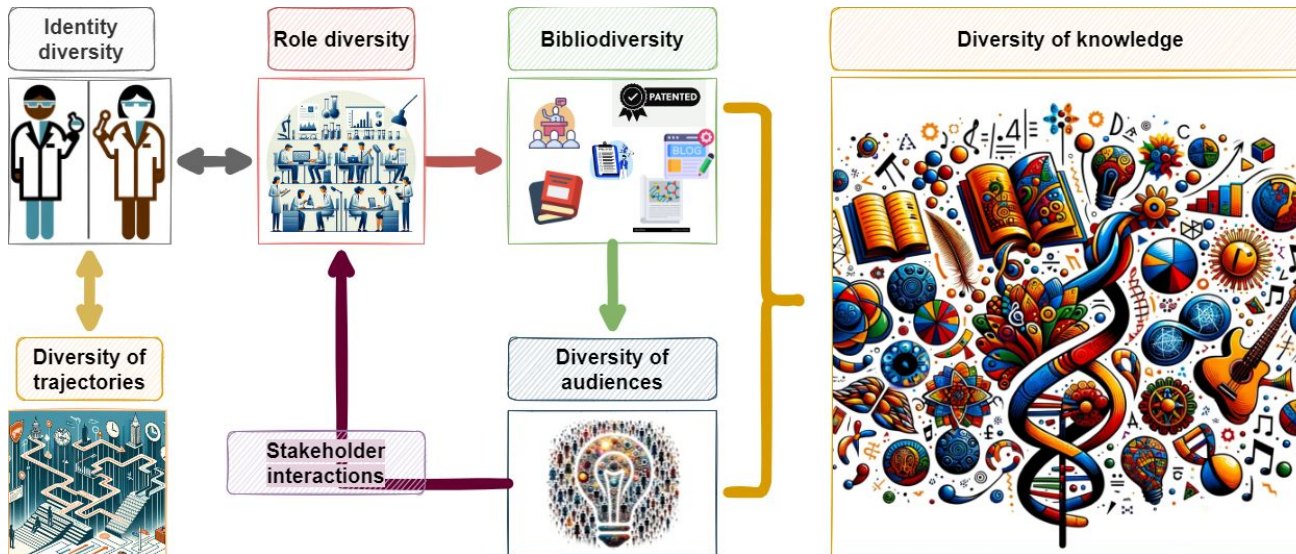 Identity
diversity
Role diversity
Bibliodiversity
Diversity of knowledge
PATENTED
BLOG
Diversity of
trajectories
Diversity of
audiences
Stakeholder
interactions